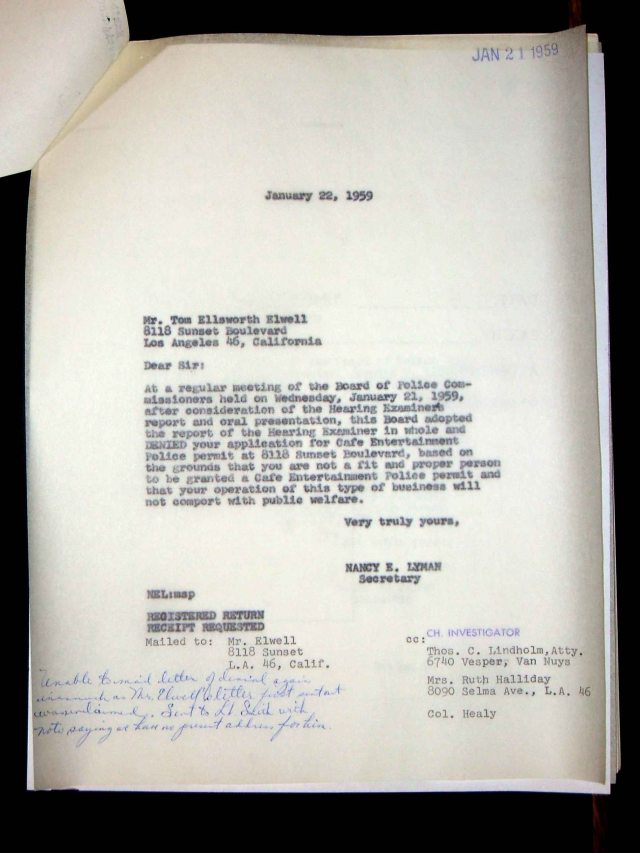 JAN 21 1959
January 22, 1959
Mr. Tom Ellsworth Elwell
8118 Sunset Boulevard
Los Angeles 46, California
Dear Sir:
At a regular meeting of the Board of Police Com-
missioners held on Wednesday, January 21, 1959,
after consideration of the Hearing Examiner's
report and oral presentation, this Board adopted
the report of the Hearing Examiner in whole and
DENIED your application for Cafe Entertainment
Police permit at 8118 Sunset Boulevard, based on
the grounds that you are not a fit and proper person
to be granted a Cafe Entertainment Police permit and
that your operation of this type of business will
not comport with public welfare.
Very truly yours,
NANCY E. LYMAN
Secretary
NEL:msp
REGISTERED RETURN
RECEIPT REQUESTED
Mailed to: Mr. Elwell
8118 Sunset
L.A. 46, Calif.
cc:
CH. INVESTIGATOR
Thos. C. Lindholm, Atty.
6740 Vesper, Van Nuys
Mrs. Ruth Halliday
8090 Selma Ave., L.A. 46
Col. Healy
Unable to mail letter of denial again
inasmuch as Mr. Elwell's letter first sent out
was unclaimed. Sent to Lt with
note saying we have no present address for him.